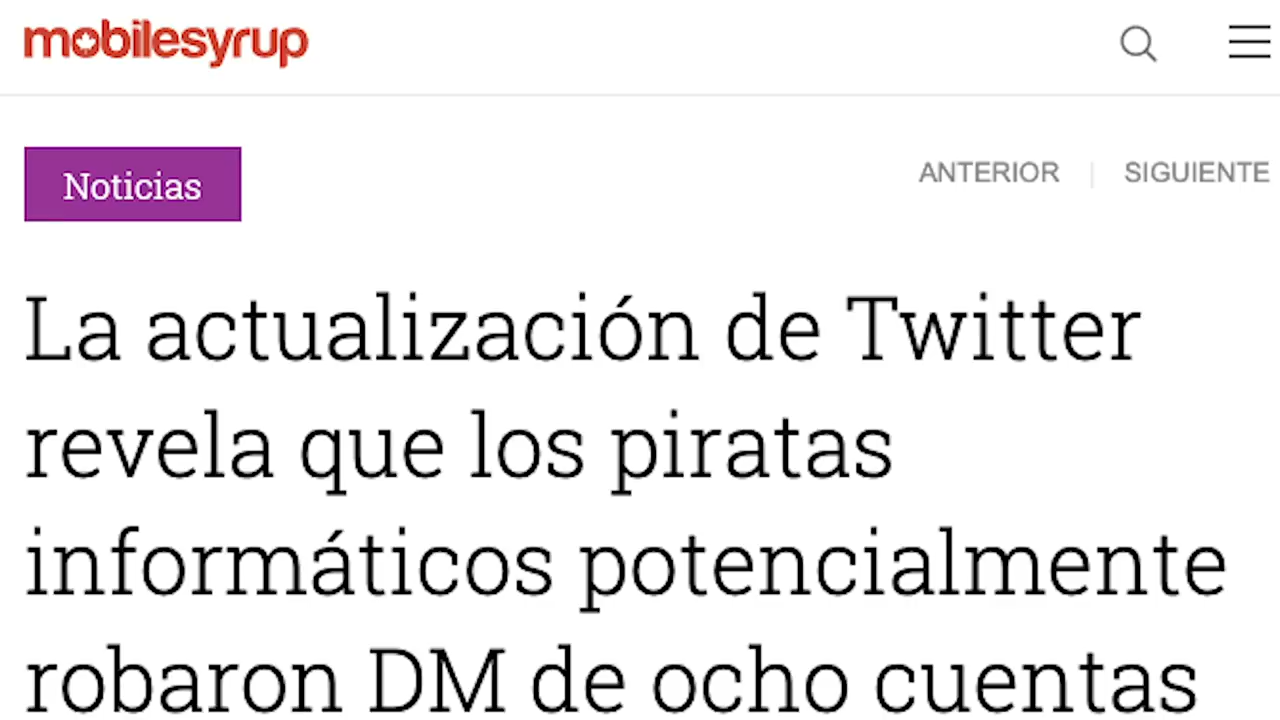 mobilesyrup
Noticias
ANTERIOR | SIGUIENTE
La actualización de Twitter
revela que los piratas
informáticos potencialmente
robaron DM de ocho cuentas